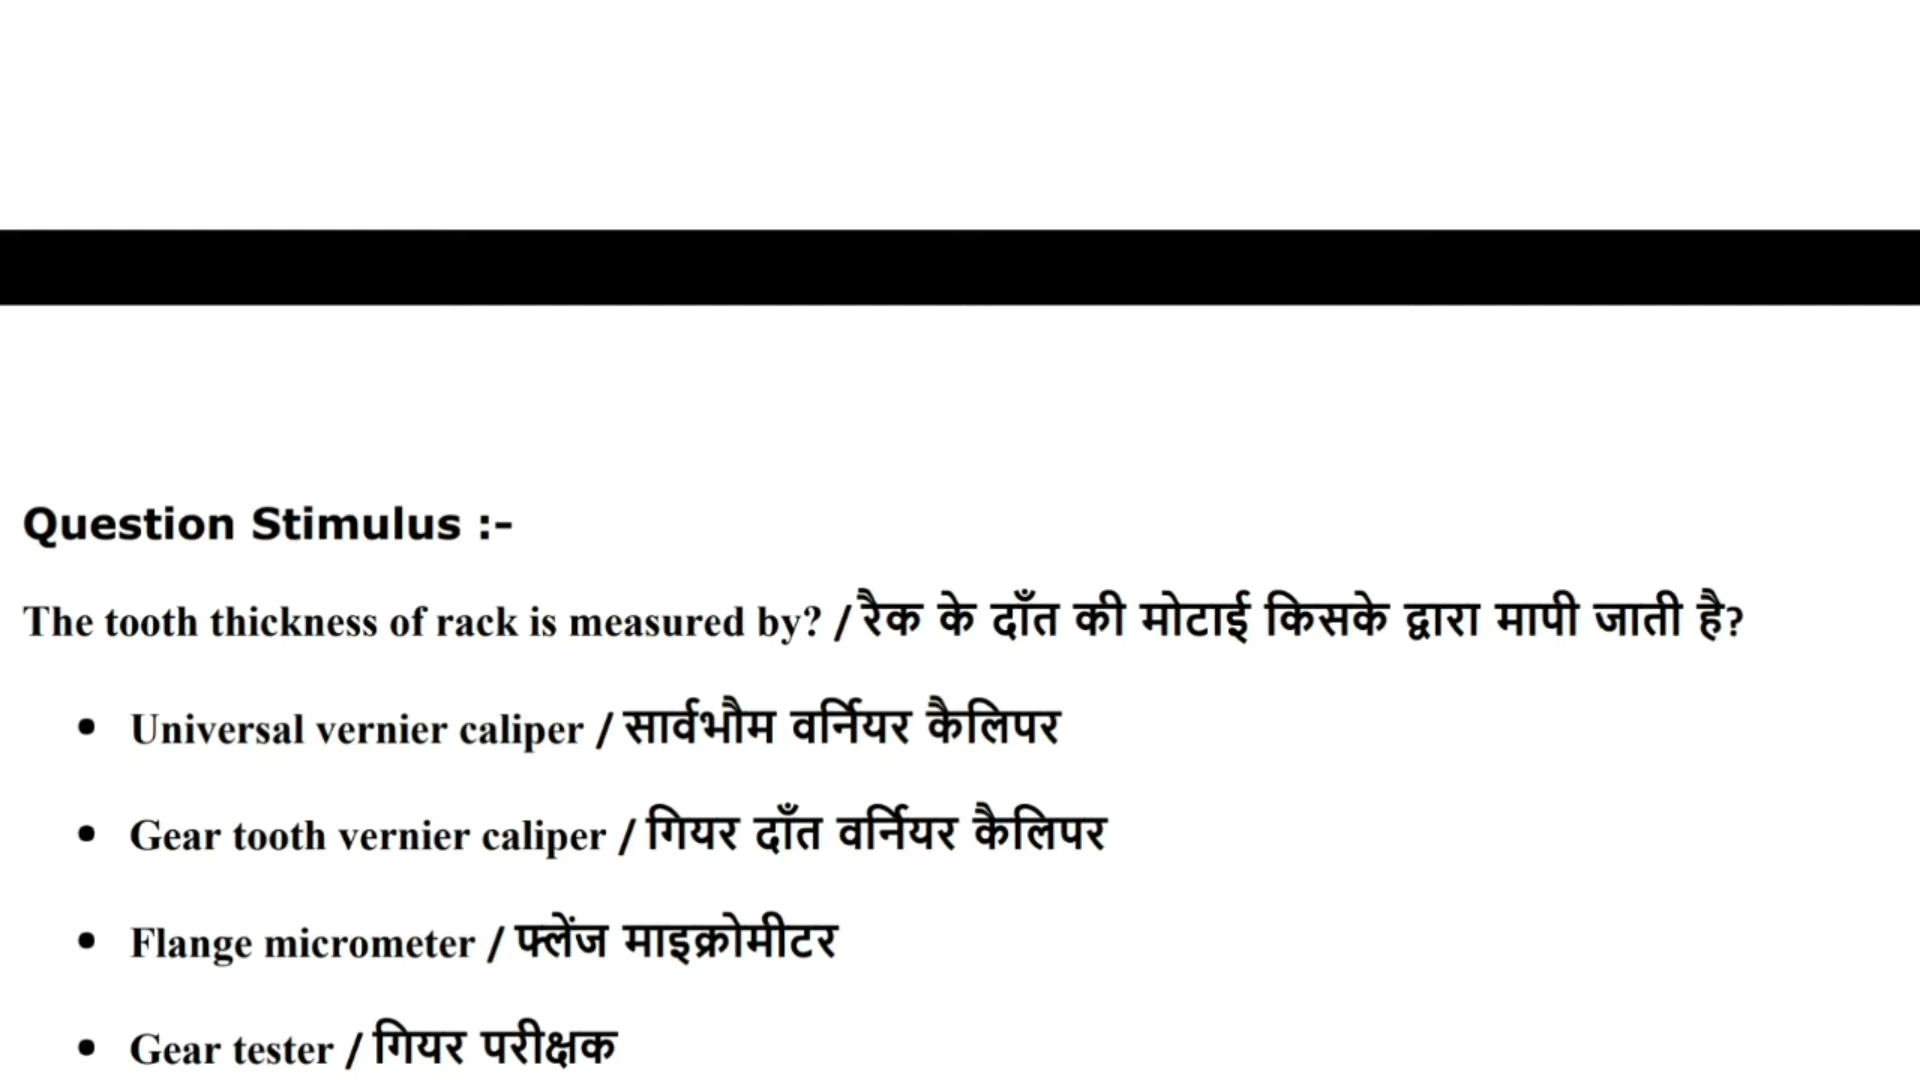 Question Stimulus :-
The tooth thickness of rack is measured by? / रैक के दाँत की मोटाई किसके द्वारा मापी जाती है?
• Universal vernier caliper / सार्वभौम वर्नियर कैलिपर
• Gear tooth vernier caliper / गियर दाँत वर्नियर कैलिपर
• Flange micrometer / फ्लेंज माइक्रोमीटर
• Gear tester / गियर परीक्षक